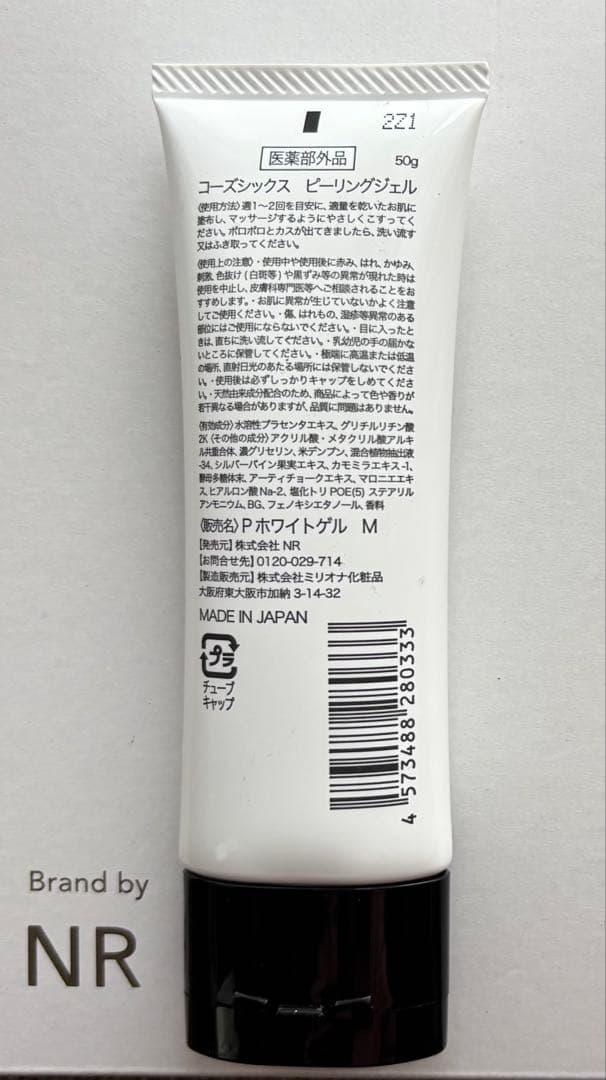 2Z1
医薬部外品 50g
コーズシックス ピーリングジェル
〈使用方法〉週1〜2回を目安に、適量を乾いたお肌に
塗布し、マッサージするようにやさしくこすってく
ださい。ポロポロとカスが出てきましたら、洗い流す
又はふき取ってください。
〈使用上の注意〉・使用中や使用後に赤み、はれ、かゆみ、
刺激、色抜け(白斑等)や黒ずみ等の異常が現れた時は
使用を中止し、皮膚科専門医等へご相談されることをお
すすめします。・お肌に異常が生じていないかよく注意
してご使用ください。・傷、はれもの、湿疹等異常のある
部位にはご使用にならないでください。・目に入ったと
きは、直ちに洗い流してください。・乳幼児の手の届かな
いところに保管してください。・極端に高温または低温
の場所、直射日光のあたる場所には保管しないでくださ
い。・使用後は必ずしっかりキャップをしめてください。
・天然由来成分配合のため、商品によって色や香りが
若干異なる場合がありますが、品質に問題はありません。
〈有効成分〉水溶性プラセンタエキス、グリチルリチン酸
2K〈その他の成分〉アクリル酸・メタクリル酸アルキ
ル共重合体、濃グリセリン、米デンプン、混合植物抽出液
-34、シルバーバイン果実エキス、カモミラエキス-1、
酵母多糖体末、アーティチョークエキス、マロニエエキ
ス、ヒアルロン酸Na-2、塩化トリPOE(5)ステアリル
アンモニウム、BG、フェノキシエタノール、香料
〈販売名〉P ホワイトゲル M
【発売元】株式会社 NR
【お問合せ先】0120-029-714
【製造販売元】株式会社ミリオナ化粧品
大阪府東大阪市加納 3-14-32
MADE IN JAPAN
プラ
チューブ
キャップ
4 573488 280333
Brand by
NR